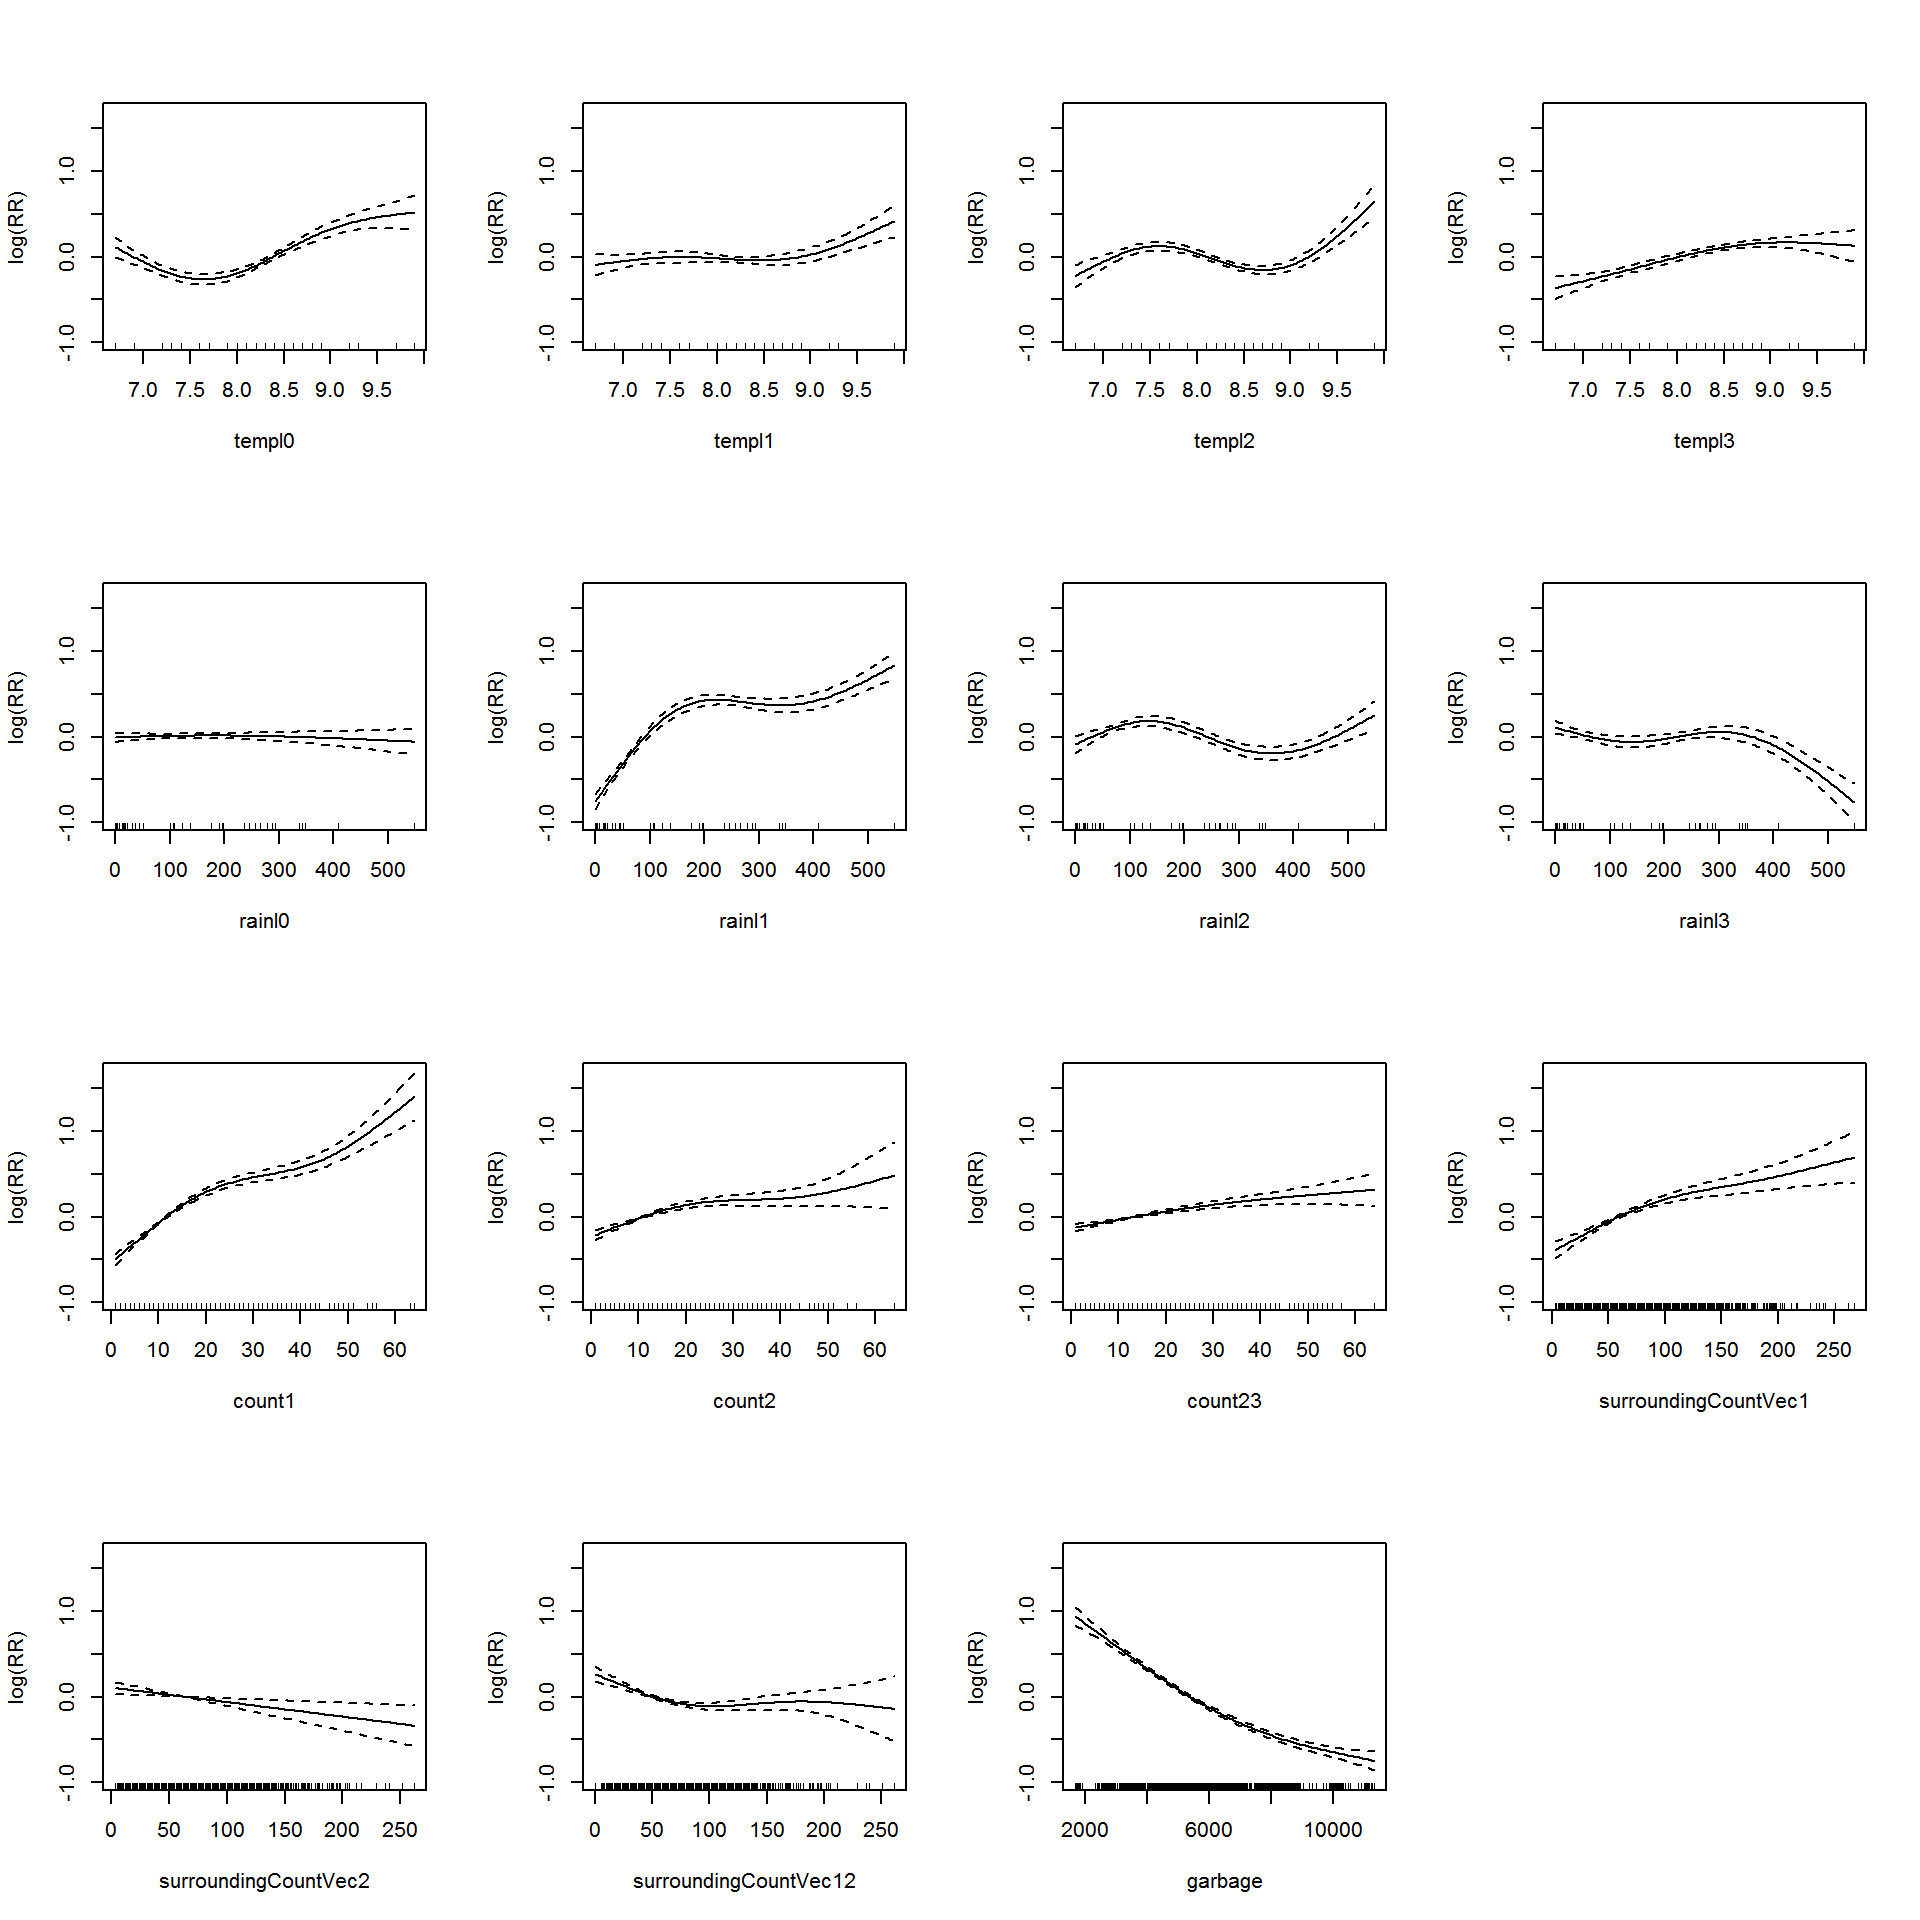 log(RR)
-1.0 0.0 1.0
7.0 7.5 8.0 8.5 9.0 9.5
templ0
log(RR)
-1.0 0.0 1.0
7.0 7.5 8.0 8.5 9.0 9.5
templ1
log(RR)
-1.0 0.0 1.0
7.0 7.5 8.0 8.5 9.0 9.5
templ2
log(RR)
-1.0 0.0 1.0
7.0 7.5 8.0 8.5 9.0 9.5
templ3
log(RR)
-1.0 0.0 1.0
0 100 200 300 400 500
rainl0
log(RR)
-1.0 0.0 1.0
0 100 200 300 400 500
rainl1
log(RR)
-1.0 0.0 1.0
0 100 200 300 400 500
rainl2
log(RR)
-1.0 0.0 1.0
0 100 200 300 400 500
rainl3
log(RR)
-1.0 0.0 1.0
0 10 20 30 40 50 60
count1
log(RR)
-1.0 0.0 1.0
0 10 20 30 40 50 60
count2
log(RR)
-1.0 0.0 1.0
0 10 20 30 40 50 60
count23
log(RR)
-1.0 0.0 1.0
0 50 100 150 200 250
surroundingCountVec1
log(RR)
-1.0 0.0 1.0
0 50 100 150 200 250
surroundingCountVec2
log(RR)
-1.0 0.0 1.0
0 50 100 150 200 250
surroundingCountVec12
log(RR)
-1.0 0.0 1.0
2000 6000 10000
garbage